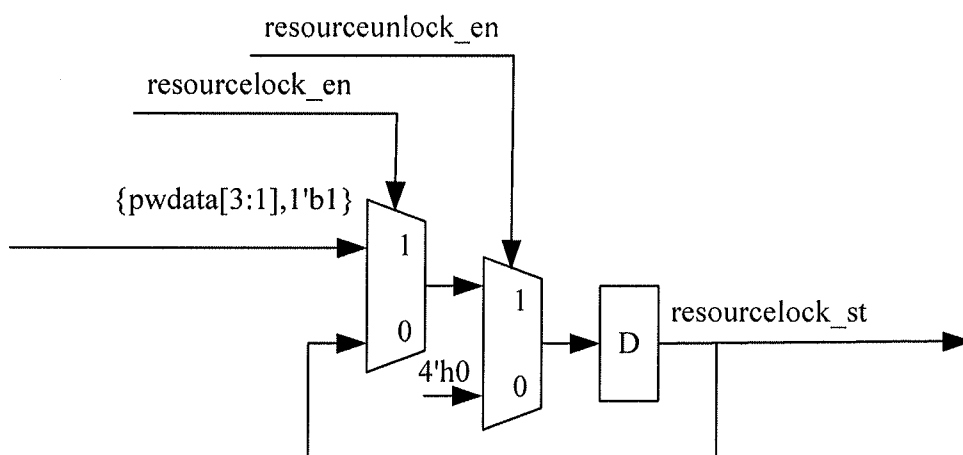 resourceunlock_en
resourcelock_en
{pwdata[3:1],1'b1}
1
0
1
0
4'h0
D
resourcelock_st